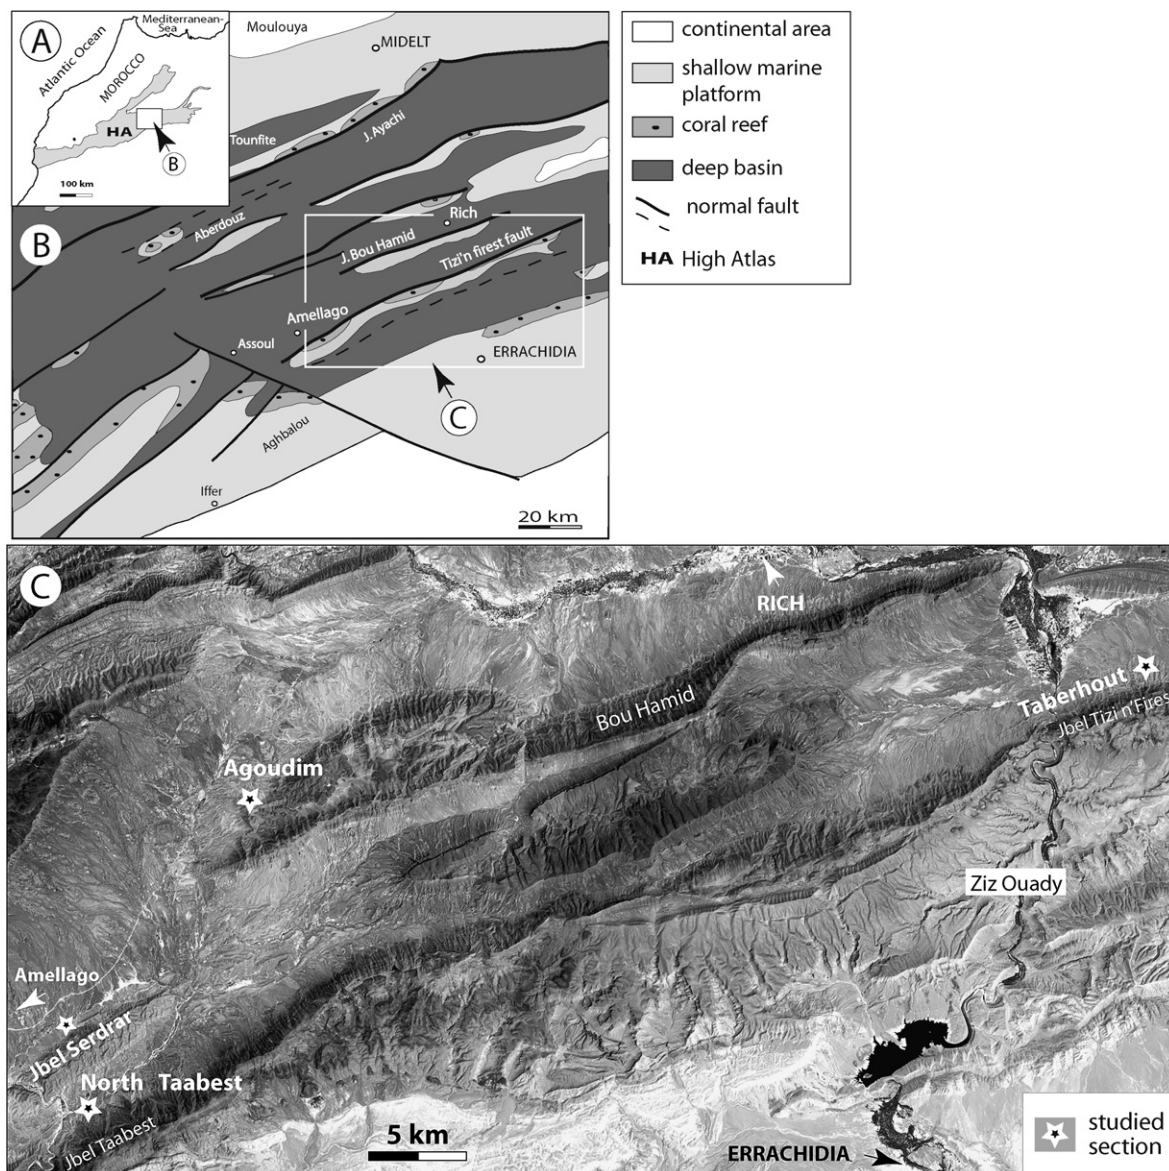 A
Mediterranean-
Sea
Atlantic Ocean
MOROCCO
HA
B
100 km
Moulouya
MIDELT
Tounfite
J. Ayachi
B
Aberdouz
Rich
J. Bou Hamid
Tizi'n firest fault
Amellago
Assoul
ERRACHIDIA
C
Aghbalou
Iffer
20 km
continental area
shallow marine
platform
coral reef
deep basin
normal fault
HA High Atlas
C
RICH
Taberhout
Jbel Tizi n'Fires
Bou Hamid
Agoudim
Ziz Ouady
Amellago
Jbel Serdrar
North Taabest
Jbel Taabest
5 km
ERRACHIDIA
studied
section